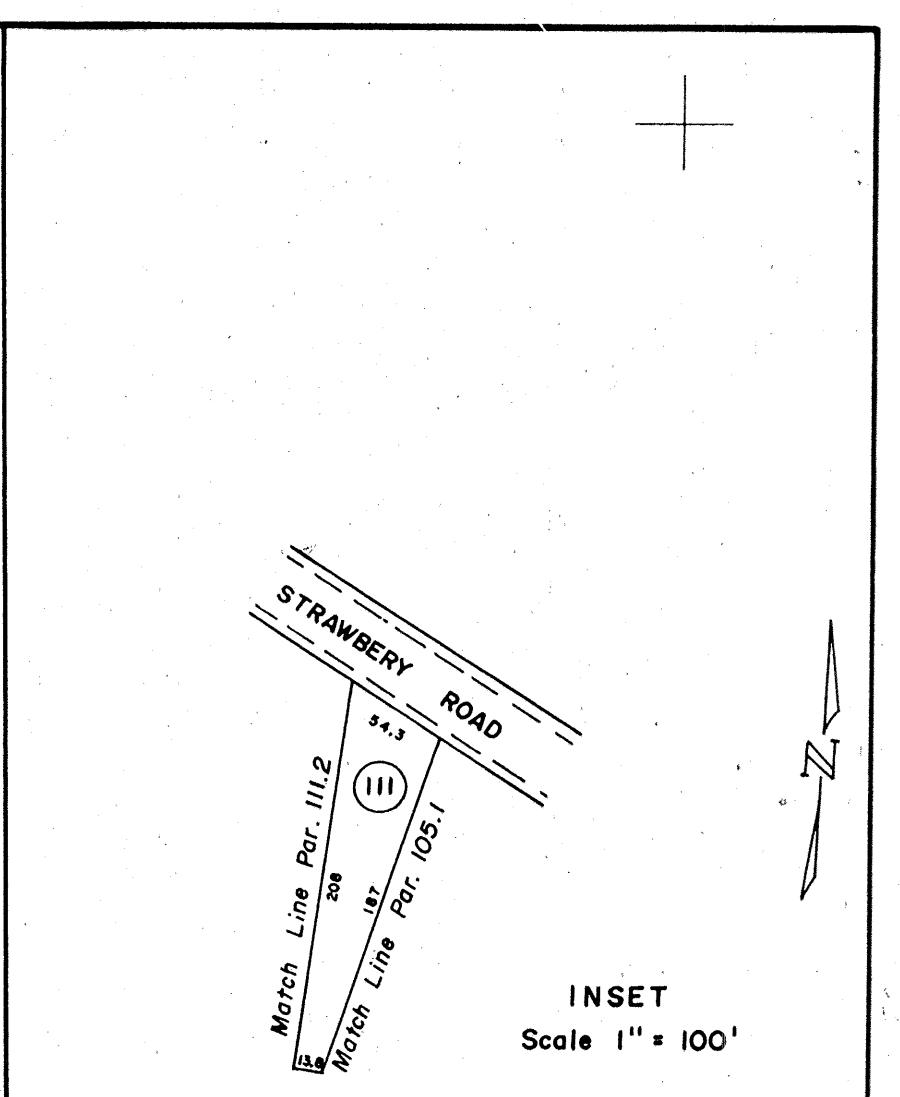 STRAWBERY ROAD
54.3
111
Match Line Par. 111.2
208
187
Match Line Par. 105.1
13.8
N
INSET
Scale 1" = 100'